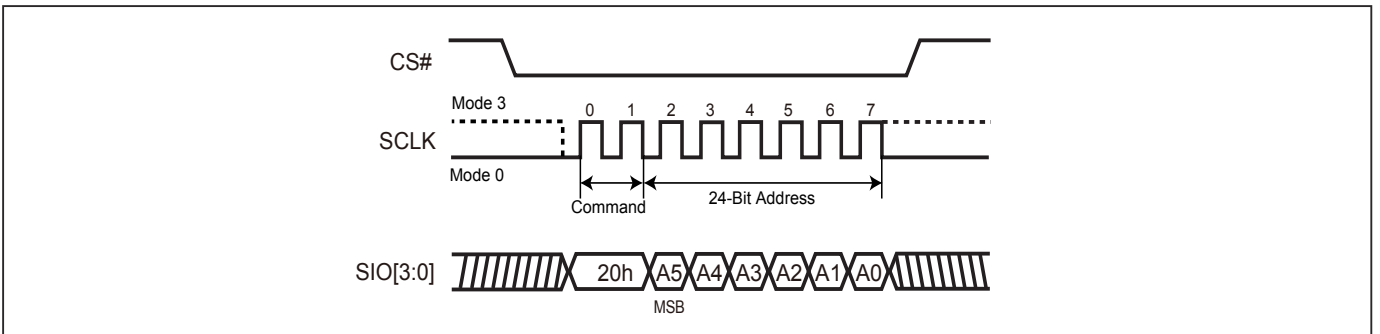 CS#
Mode 3
0 1 2 3 4 5 6 7
SCLK
Mode 0
Command
24-Bit Address
SIO[3:0]
20h A5 A4 A3 A2 A1 A0
MSB